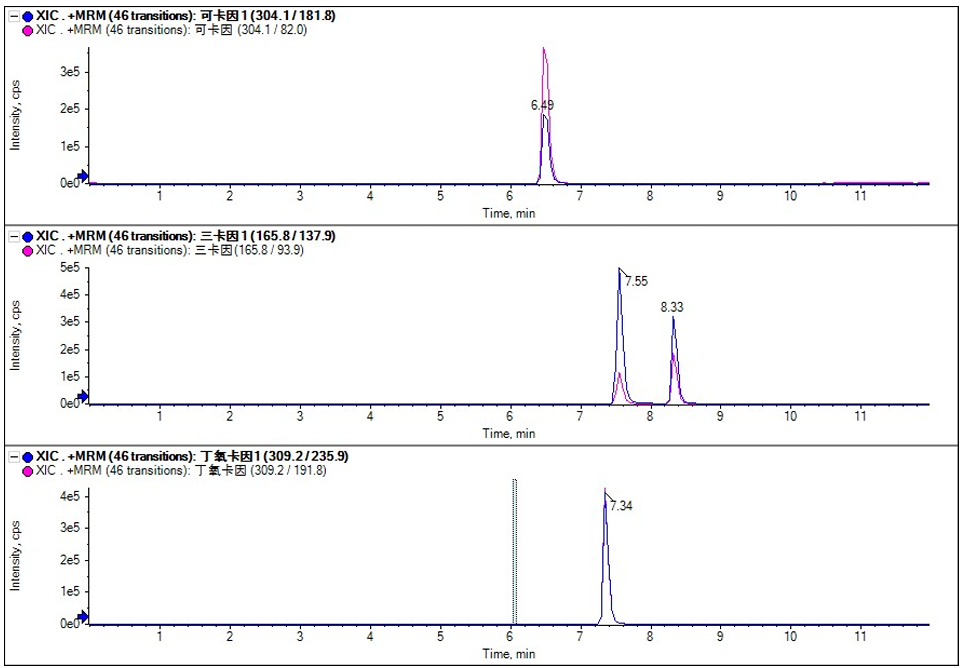 XIC . +MRM (46 transitions): 可卡因1 (304.1 / 181.8)
XIC . +MRM (46 transitions): 可卡因 (304.1 / 82.0)
Intensity, cps
3e5
2e5
1e5
0e0
6.49
1 2 3 4 5 6 7 8 9 10 11
Time, min
XIC . +MRM (46 transitions): 三卡因1 (165.8 / 137.9)
XIC . +MRM (46 transitions): 三卡因 (165.8 / 93.9)
Intensity, cps
5e5
4e5
3e5
2e5
1e5
0e0
7.55
8.33
1 2 3 4 5 6 7 8 9 10 11
Time, min
XIC . +MRM (46 transitions): 丁氧卡因1 (309.2 / 235.9)
XIC . +MRM (46 transitions): 丁氧卡因 (309.2 / 191.8)
Intensity, cps
4e5
3e5
2e5
1e5
0e0
7.34
1 2 3 4 5 6 7 8 9 10 11
Time, min